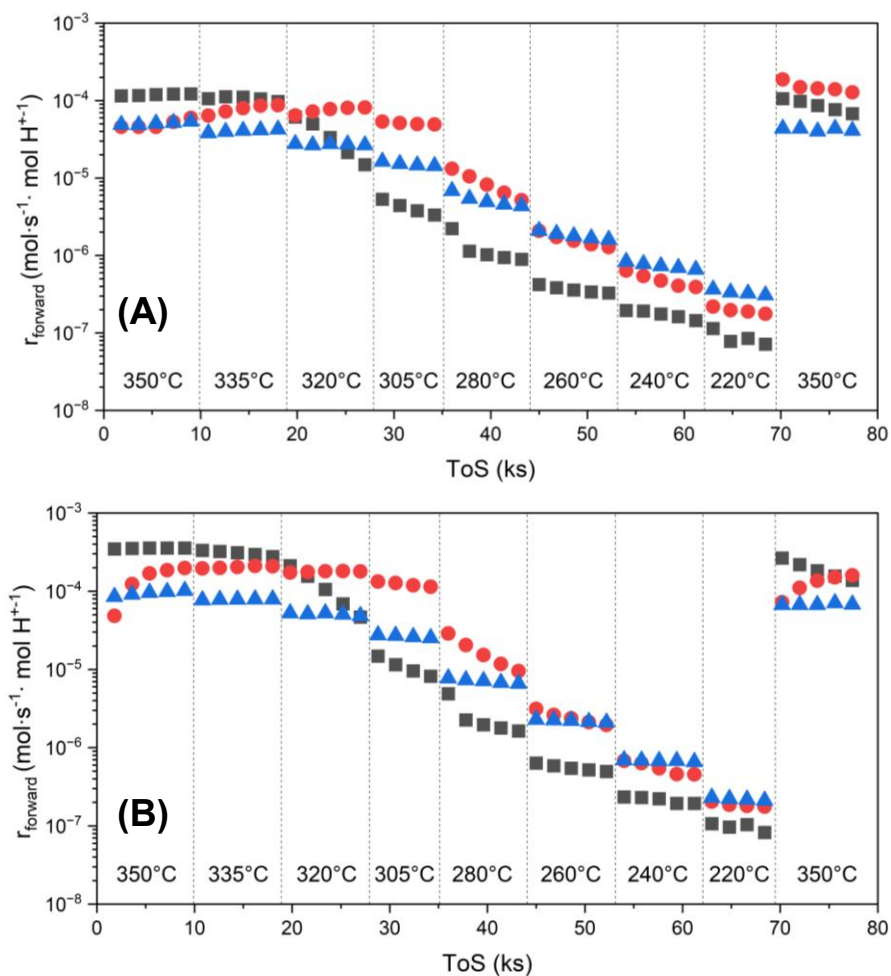 10⁻³
10⁻⁴
10⁻⁵
10⁻⁶
10⁻⁷
10⁻⁸
r_forward (mol·s⁻¹· mol H⁺⁻¹)
(A)
350°C 335°C 320°C 305°C 280°C 260°C 240°C 220°C 350°C
0 10 20 30 40 50 60 70 80
ToS (ks)
10⁻³
10⁻⁴
10⁻⁵
10⁻⁶
10⁻⁷
10⁻⁸
r_forward (mol·s⁻¹· mol H⁺⁻¹)
(B)
350°C 335°C 320°C 305°C 280°C 260°C 240°C 220°C 350°C
0 10 20 30 40 50 60 70 80
ToS (ks)